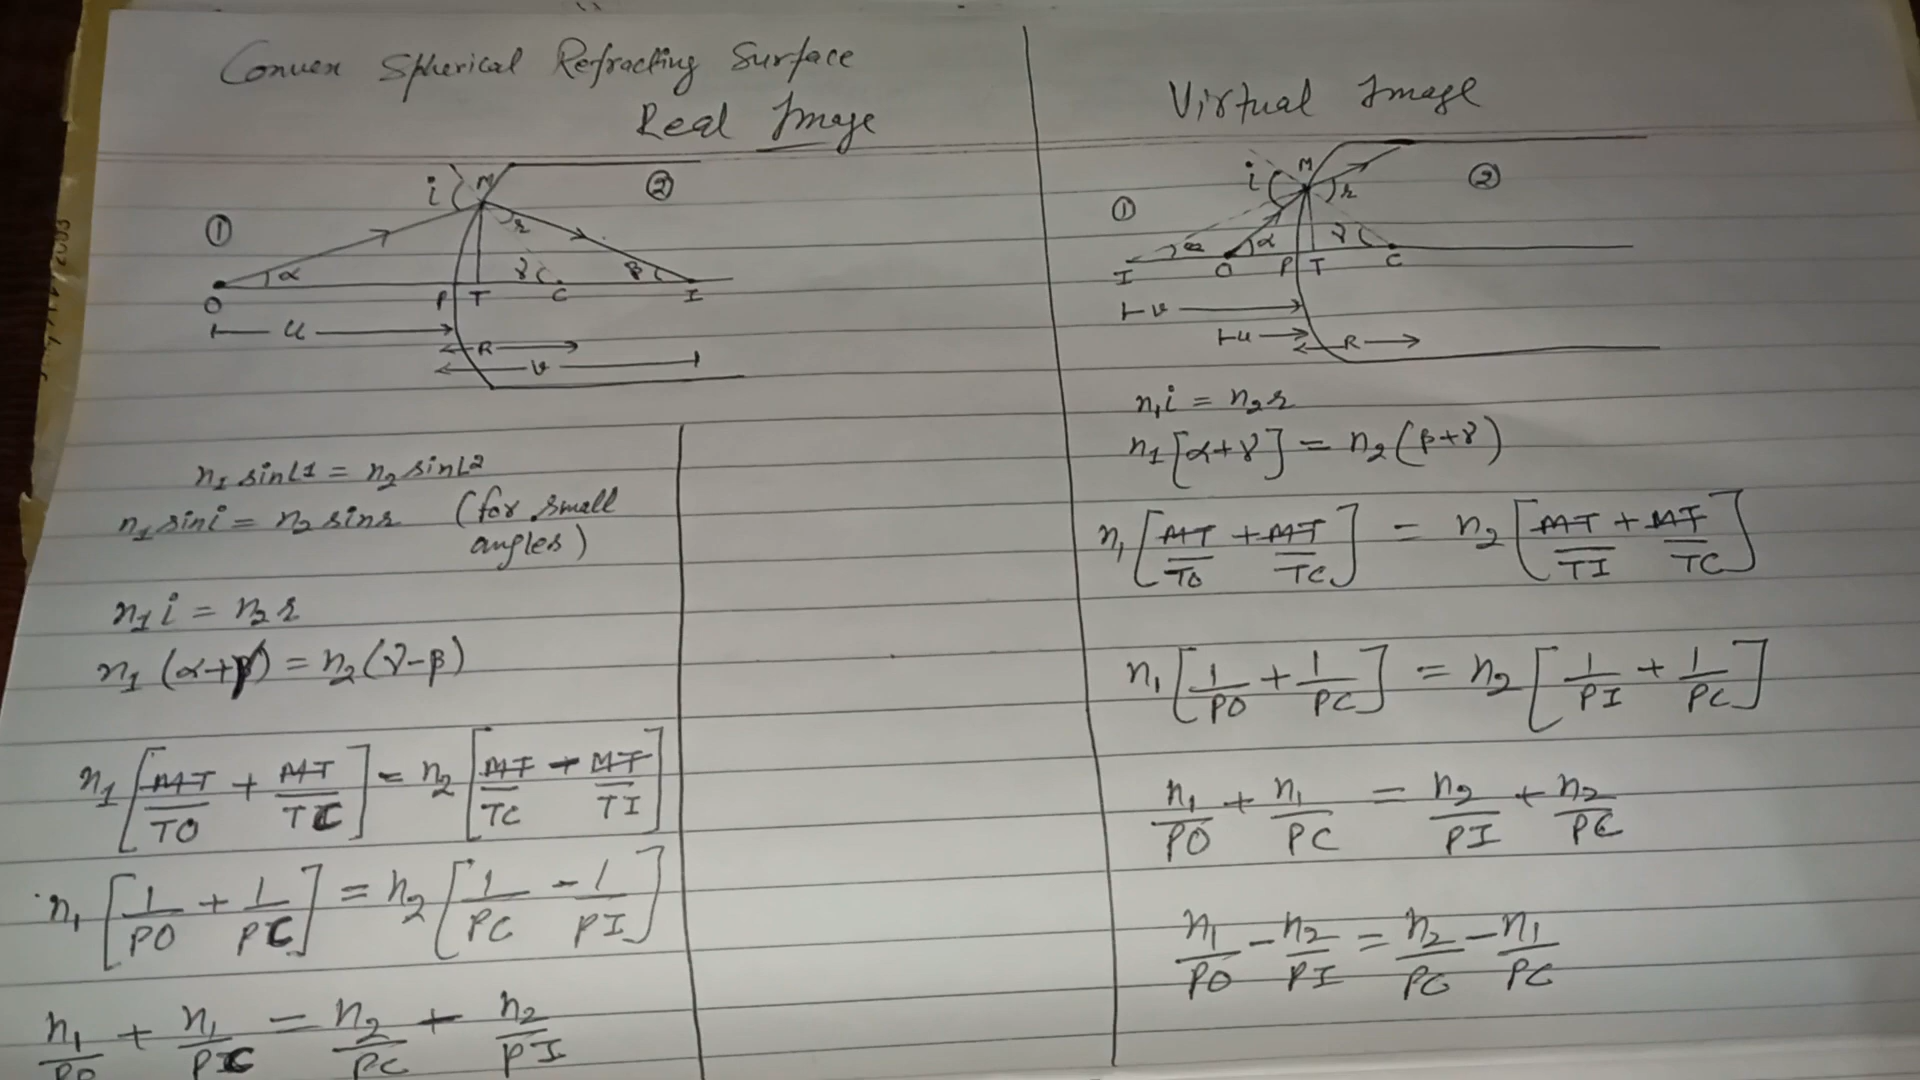 Convex Spherical Refracting Surface
Real Image
i M r
① ②
O α P T γ C β I
u
R
v
n₁ sin∠1 = n₂ sin∠2
n₁ sin i = n₂ sin r (for small
angles)
n₁ i = n₂ r
n₁ (α+γ) = n₂ (γ-β)
n₁ [MT/TO + MT/TC] = n₂ [MT/TC - MT/TI]
n₁ [1/PO + 1/PC] = n₂ [1/PC - 1/PI]
n₁/PO + n₁/PC = n₂/PC - n₂/PI
Virtual Image
i M r
① ②
I O α P T γ C
v
u R
n₁ i = n₂ r
n₁ [α+γ] = n₂ (β+γ)
n₁ [MT/TO + MT/TC] = n₂ [MT/TI + MT/TC]
n₁ [1/PO + 1/PC] = n₂ [1/PI + 1/PC]
n₁/PO + n₁/PC = n₂/PI + n₂/PC
n₁/PO - n₂/PI = n₂/PC - n₁/PC